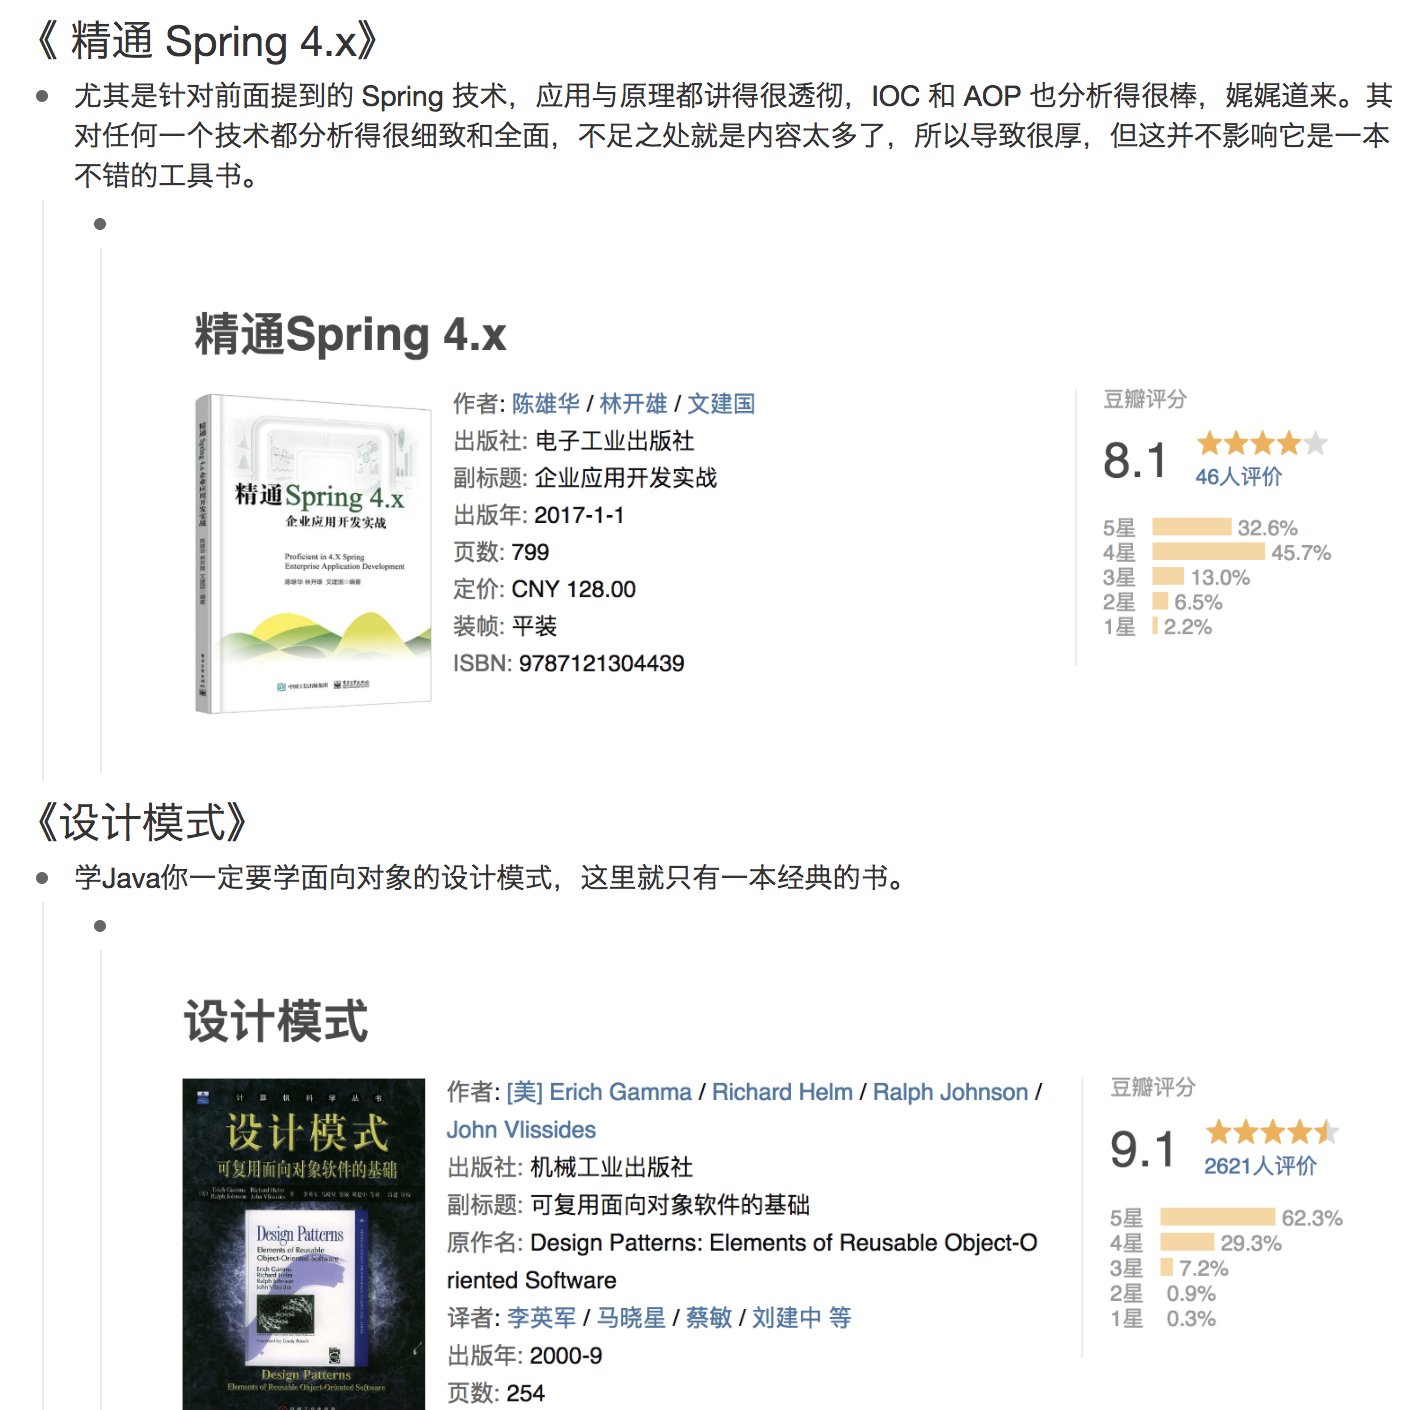 《 精通 Spring 4.x》
尤其是针对前面提到的 Spring 技术，应用与原理都讲得很透彻，IOC 和 AOP 也分析得很棒，娓娓道来。其
对任何一个技术都分析得很细致和全面，不足之处就是内容太多了，所以导致很厚，但这并不影响它是一本
不错的工具书。
精通Spring 4.x
精通Spring 4.x
企业应用开发实战
Proficient in 4.X Spring
Enterprise Application Development
陈雄华 林开雄 文建国◎编著
作者: 陈雄华 / 林开雄 / 文建国
出版社: 电子工业出版社
副标题: 企业应用开发实战
出版年: 2017-1-1
页数: 799
定价: CNY 128.00
装帧: 平装
ISBN: 9787121304439
豆瓣评分
8.1
46人评价
5星 32.6%
4星 45.7%
3星 13.0%
2星 6.5%
1星 2.2%
《设计模式》
学Java你一定要学面向对象的设计模式，这里就只有一本经典的书。
设计模式
计算机科学丛书
设计模式
可复用面向对象软件的基础
Design Patterns
Elements of Reusable
Object-Oriented Software
Erich Gamma
Richard Helm
Ralph Johnson
John Vlissides
Design Patterns
Elements of Reusable Object-Oriented Software
作者: [美] Erich Gamma / Richard Helm / Ralph Johnson /
John Vlissides
出版社: 机械工业出版社
副标题: 可复用面向对象软件的基础
原作名: Design Patterns: Elements of Reusable Object-O
riented Software
译者: 李英军 / 马晓星 / 蔡敏 / 刘建中 等
出版年: 2000-9
页数: 254
豆瓣评分
9.1
2621人评价
5星 62.3%
4星 29.3%
3星 7.2%
2星 0.9%
1星 0.3%